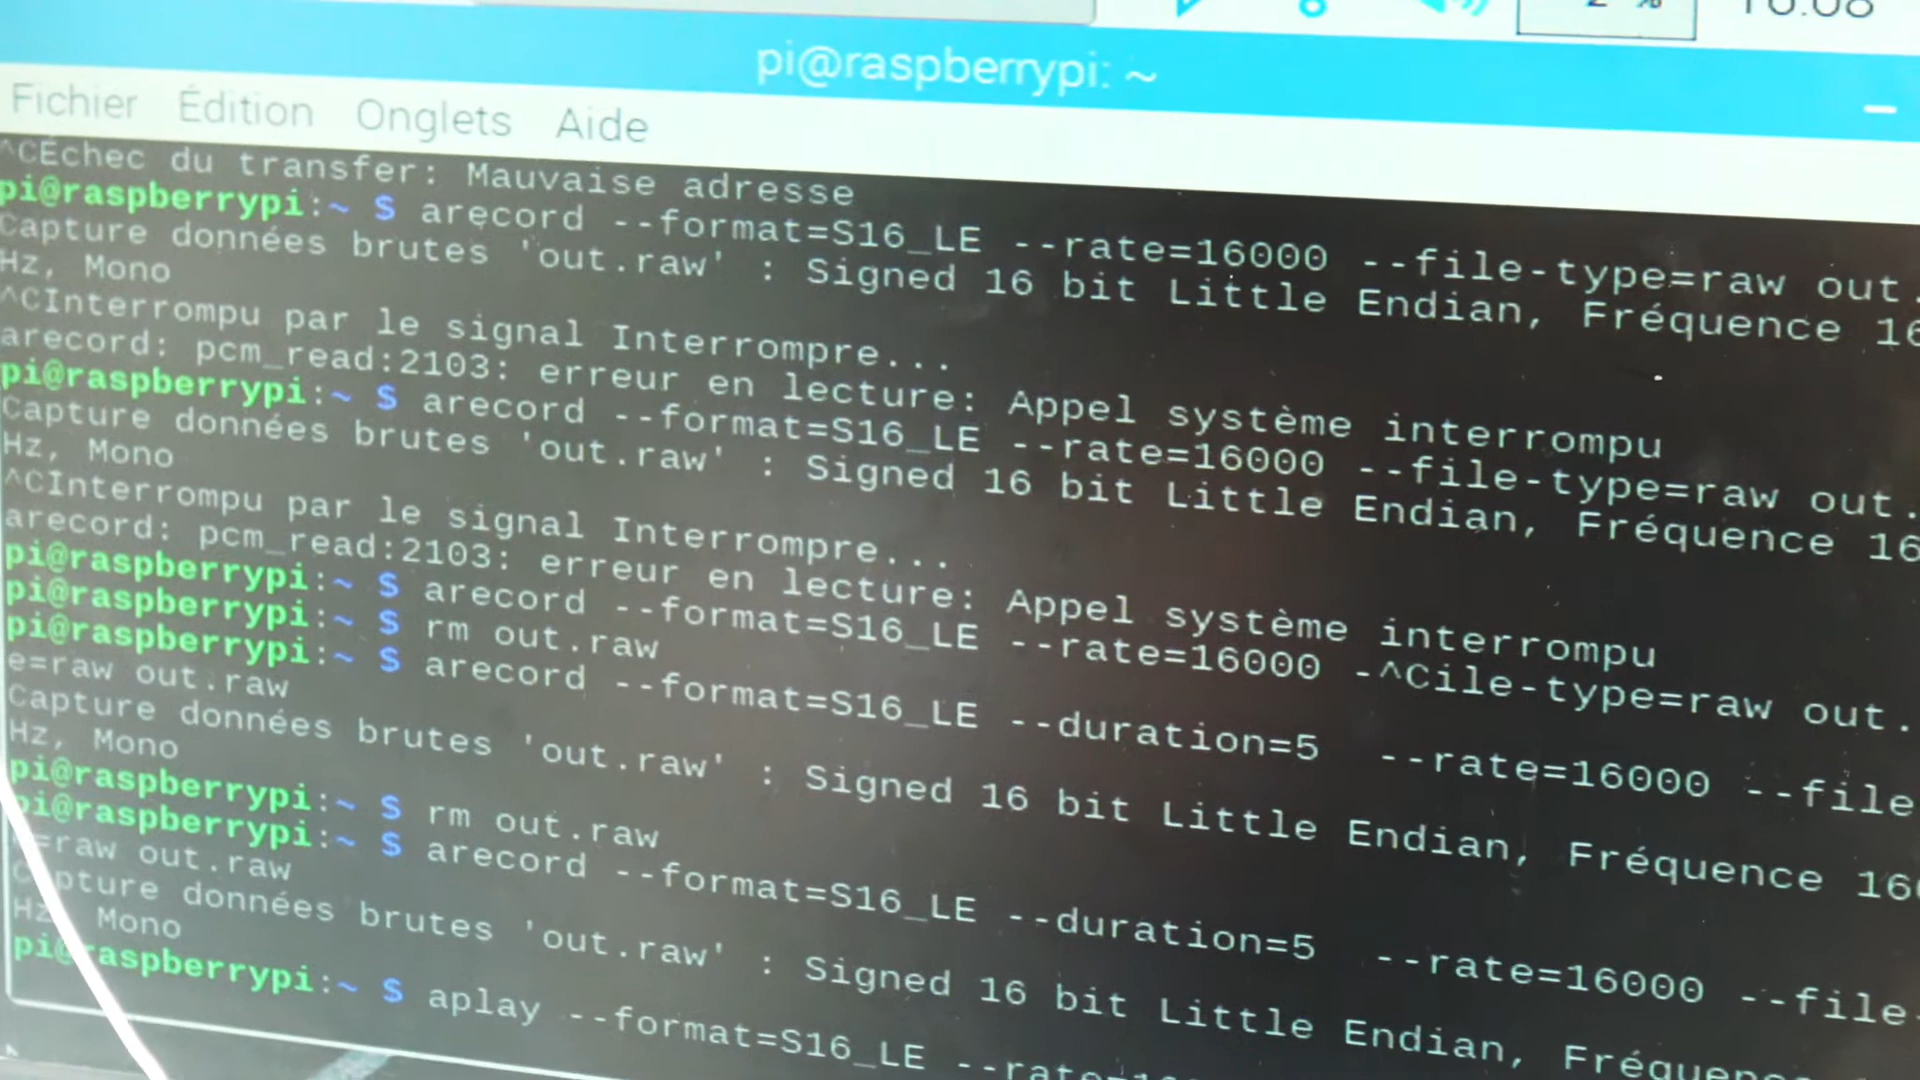 pi@raspberrypi: ~
Fichier Édition Onglets Aide
^CÉchec du transfer: Mauvaise adresse
pi@raspberrypi:~ $ arecord --format=S16_LE --rate=16000 --file-type=raw out.
Capture données brutes 'out.raw' : Signed 16 bit Little Endian, Fréquence 16
Hz, Mono
^CInterrompu par le signal Interrompre...
arecord: pcm_read:2103: erreur en lecture: Appel système interrompu
pi@raspberrypi:~ $ arecord --format=S16_LE --rate=16000 --file-type=raw out.
Capture données brutes 'out.raw' : Signed 16 bit Little Endian, Fréquence 16
Hz, Mono
^CInterrompu par le signal Interrompre...
arecord: pcm_read:2103: erreur en lecture: Appel système interrompu
pi@raspberrypi:~ $ arecord --format=S16_LE --rate=16000 -^Cile-type=raw out.
pi@raspberrypi:~ $ rm out.raw
pi@raspberrypi:~ $ arecord --format=S16_LE --duration=5  --rate=16000 --file
e=raw out.raw
Capture données brutes 'out.raw' : Signed 16 bit Little Endian, Fréquence 160
Hz, Mono
pi@raspberrypi:~ $ rm out.raw
pi@raspberrypi:~ $ arecord --format=S16_LE --duration=5  --rate=16000 --file-
=raw out.raw
Capture données brutes 'out.raw' : Signed 16 bit Little Endian, Fréquence
Hz, Mono
pi@raspberrypi:~ $ aplay --format=S16_LE